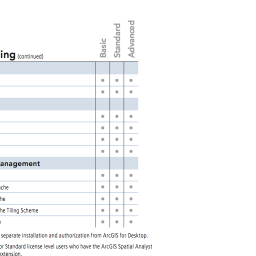 Basic
Standard
Advanced
ing (continued)
anagement
che
he
he Tiling Scheme
separate installation and authorization from ArcGIS for Desktop.
or Standard license level users who have the ArcGIS Spatial Analyst
xtension.